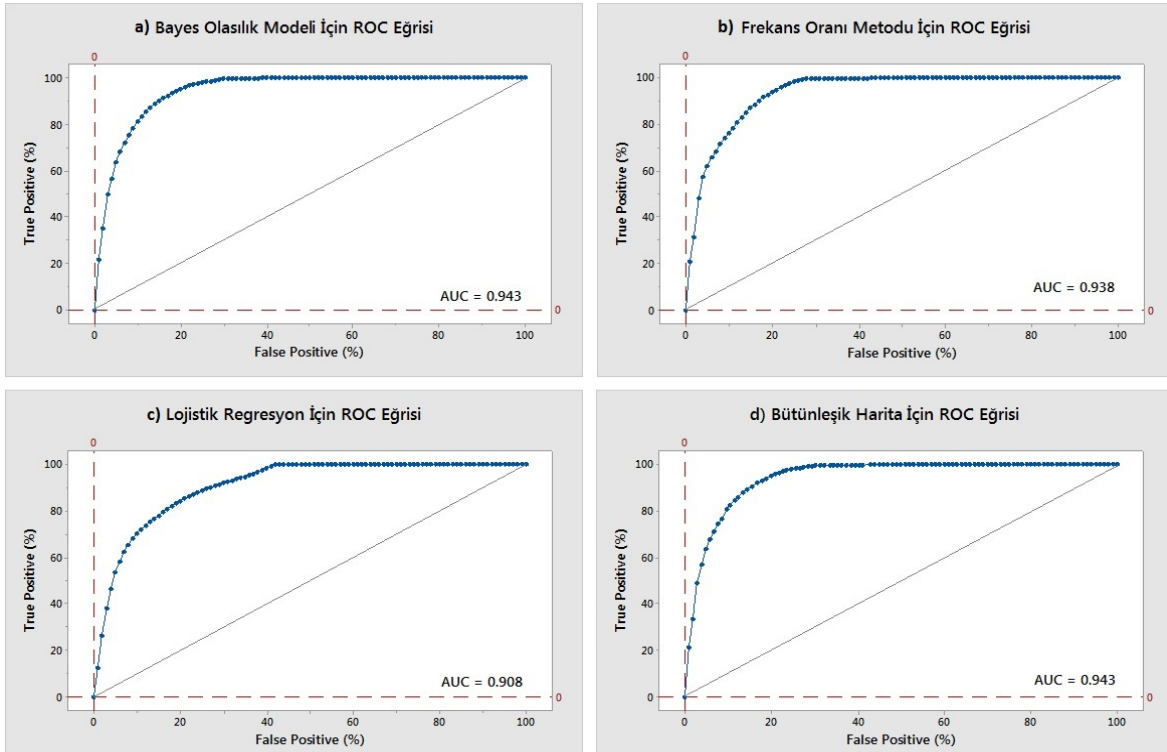 a) Bayes Olasılık Modeli İçin ROC Eğrisi
0
100
80
60
40
20
0
True Positive (%)
AUC = 0.943
0
0 20 40 60 80 100
False Positive (%)
b) Frekans Oranı Metodu İçin ROC Eğrisi
0
100
80
60
40
20
0
True Positive (%)
AUC = 0.938
0
0 20 40 60 80 100
False Positive (%)
c) Lojistik Regresyon İçin ROC Eğrisi
0
100
80
60
40
20
0
True Positive (%)
AUC = 0.908
0
0 20 40 60 80 100
False Positive (%)
d) Bütünleşik Harita İçin ROC Eğrisi
0
100
80
60
40
20
0
True Positive (%)
AUC = 0.943
0
0 20 40 60 80 100
False Positive (%)